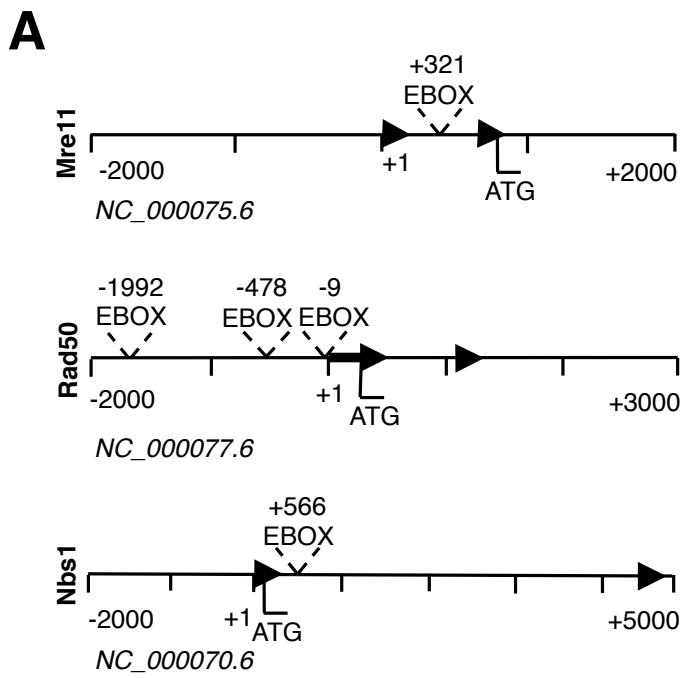 A
+321
EBOX
Mre11
-2000
+1
+2000
ATG
NC_000075.6
-1992
-478
-9
EBOX
EBOX
EBOX
Rad50
-2000
+1
+3000
ATG
NC_000077.6
+566
EBOX
Nbs1
-2000
+1
+5000
ATG
NC_000070.6